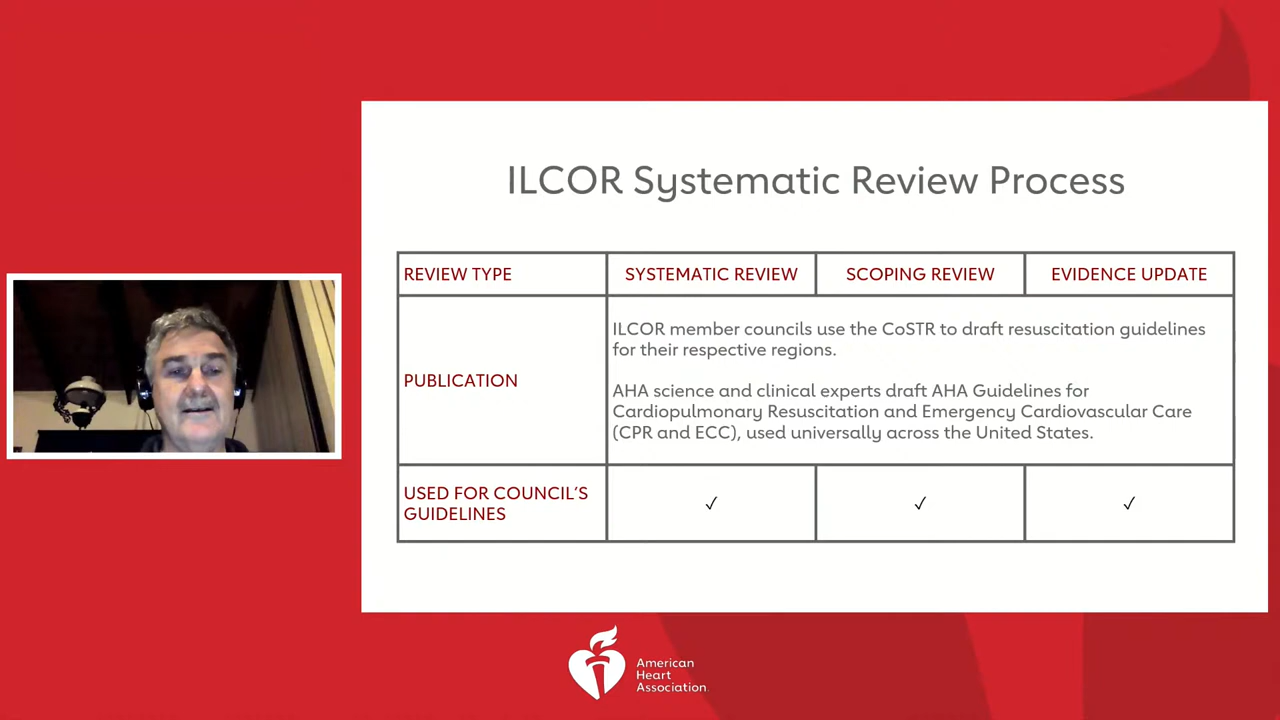 ILCOR Systematic Review Process
REVIEW TYPE
SYSTEMATIC REVIEW
SCOPING REVIEW
EVIDENCE UPDATE
PUBLICATION
ILCOR member councils use the CoSTR to draft resuscitation guidelines
for their respective regions.
AHA science and clinical experts draft AHA Guidelines for
Cardiopulmonary Resuscitation and Emergency Cardiovascular Care
(CPR and ECC), used universally across the United States.
USED FOR COUNCIL´S
GUIDELINES
✓
✓
✓
American
Heart
Association.